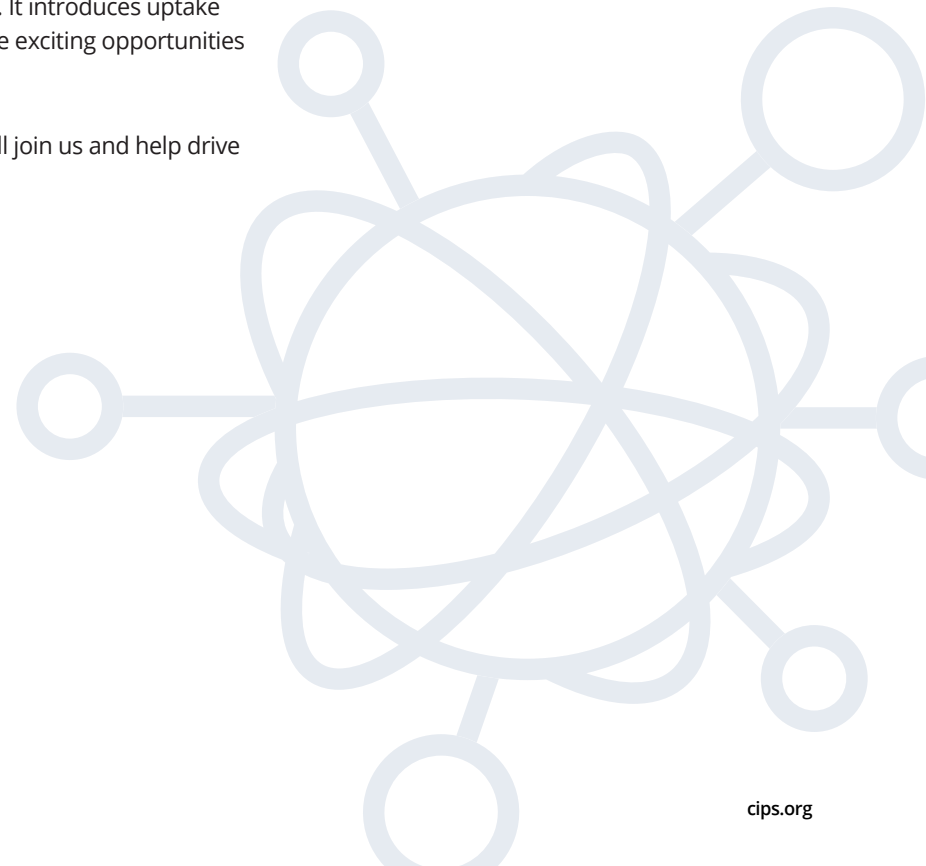 . It introduces uptake
e exciting opportunities
ll join us and help drive
cips.org